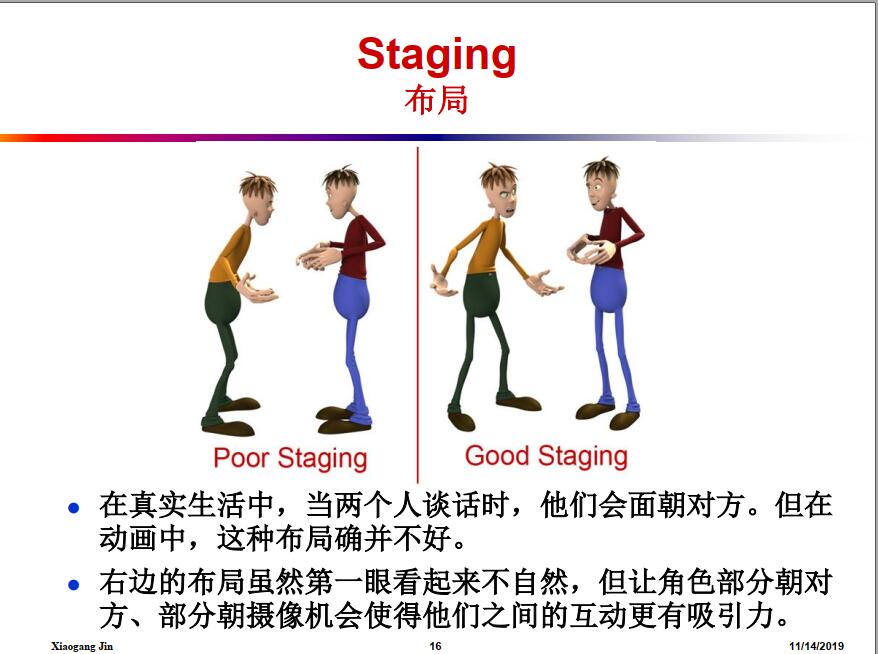 Staging
布局
Poor Staging
Good Staging
在真实生活中，当两个人谈话时，他们会面朝对方。但在
动画中，这种布局确并不好。
右边的布局虽然第一眼看起来不自然，但让角色部分朝对
方、部分朝摄像机会使得他们之间的互动更有吸引力。
Xiaogang Jin
16
11/14/2019